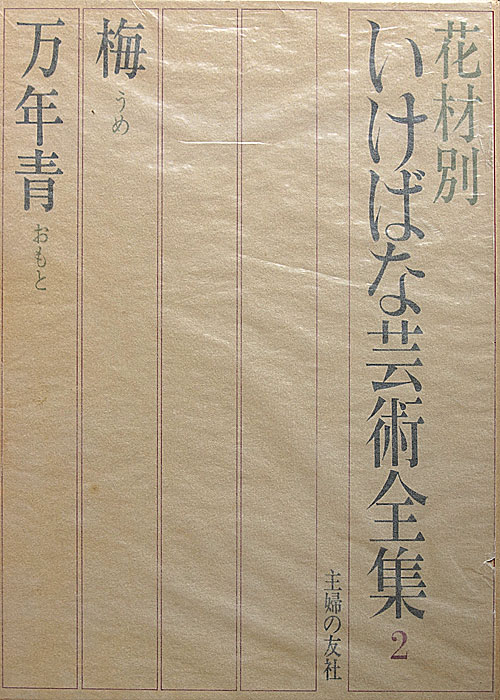 花材別
いけばな芸術全集2
主婦の友社
梅 うめ
万年青 おもと